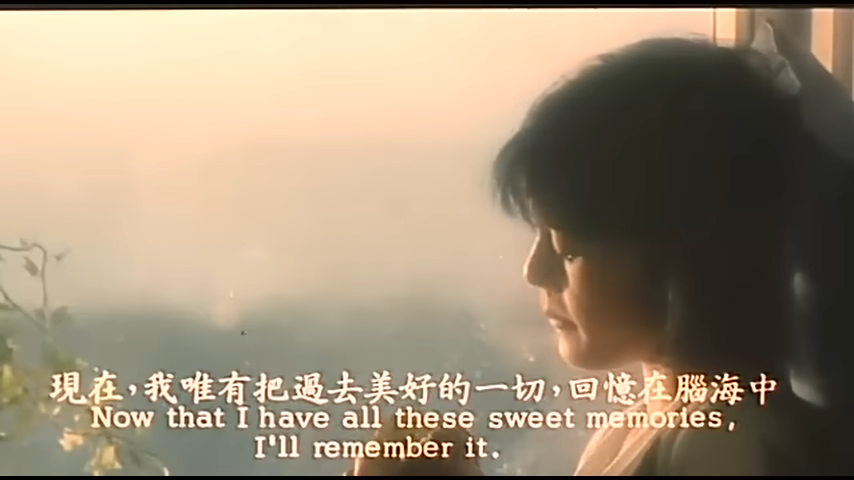 現在,我唯有把過去美好的一切,回憶在腦海中
Now that I have all these sweet memories,
I'll remember it.